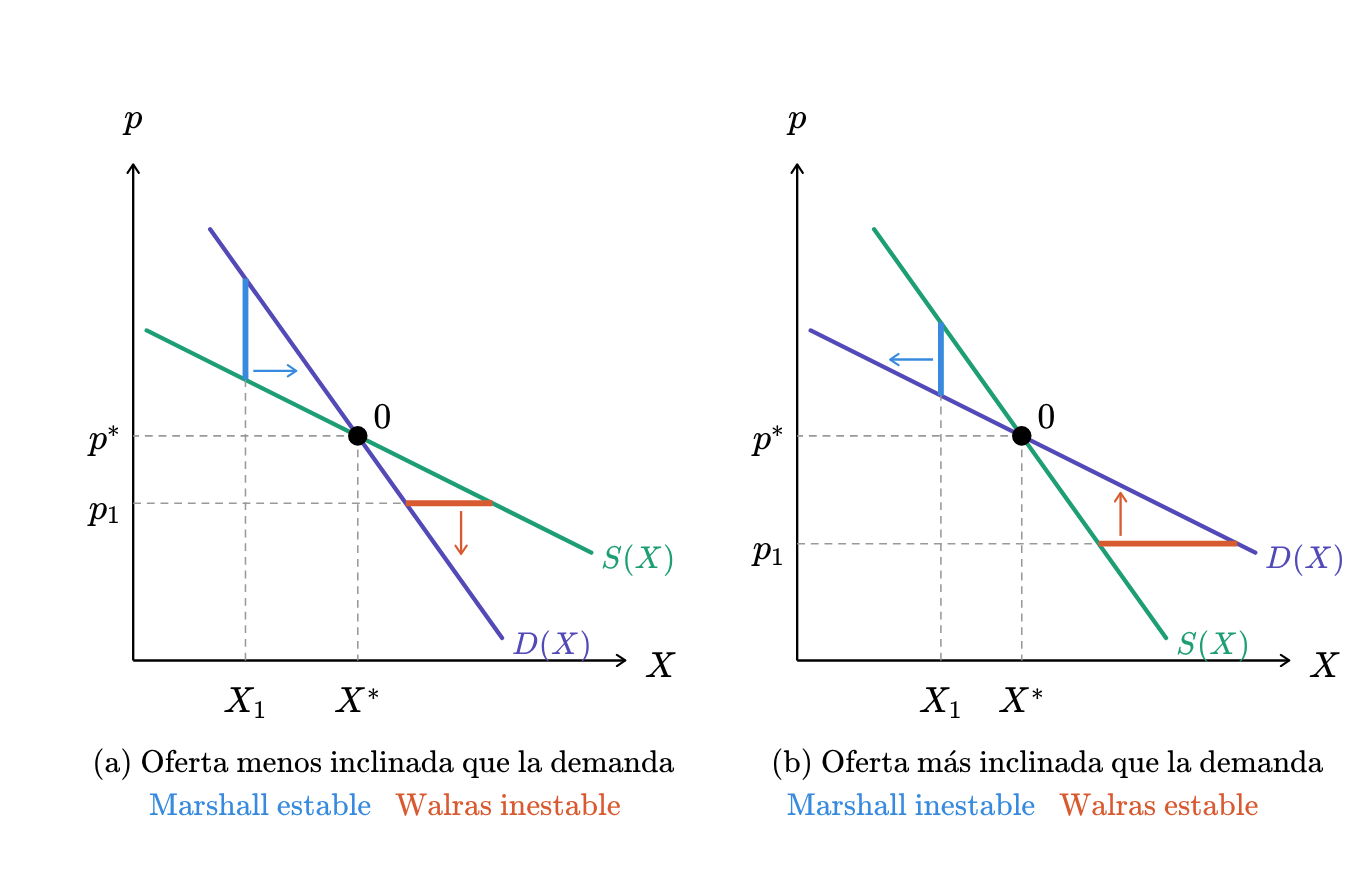 p
0
p*
p₁
S(X)
D(X)
X
X₁
X*
(a) Oferta menos inclinada que la demanda
Marshall estable Walras inestable
p
0
p*
p₁
D(X)
S(X)
X
X₁
X*
(b) Oferta más inclinada que la demanda
Marshall inestable Walras estable